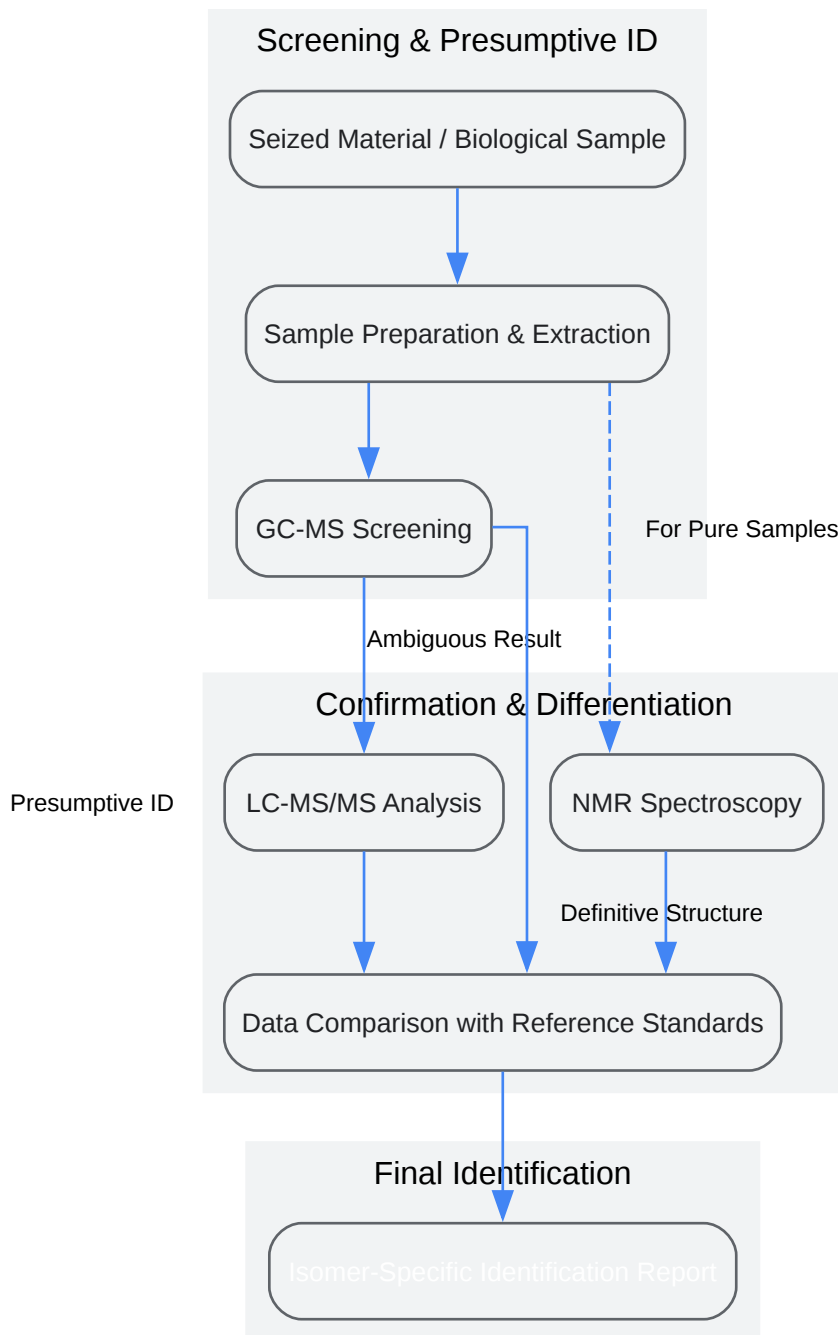 Screening & Presumptive ID
Seized Material / Biological Sample
Sample Preparation & Extraction
GC-MS Screening
For Pure Samples
Ambiguous Result
Confirmation & Differentiation
Presumptive ID
LC-MS/MS Analysis
NMR Spectroscopy
Definitive Structure
Data Comparison with Reference Standards
Final Identification
Isomer-Specific Identification Report